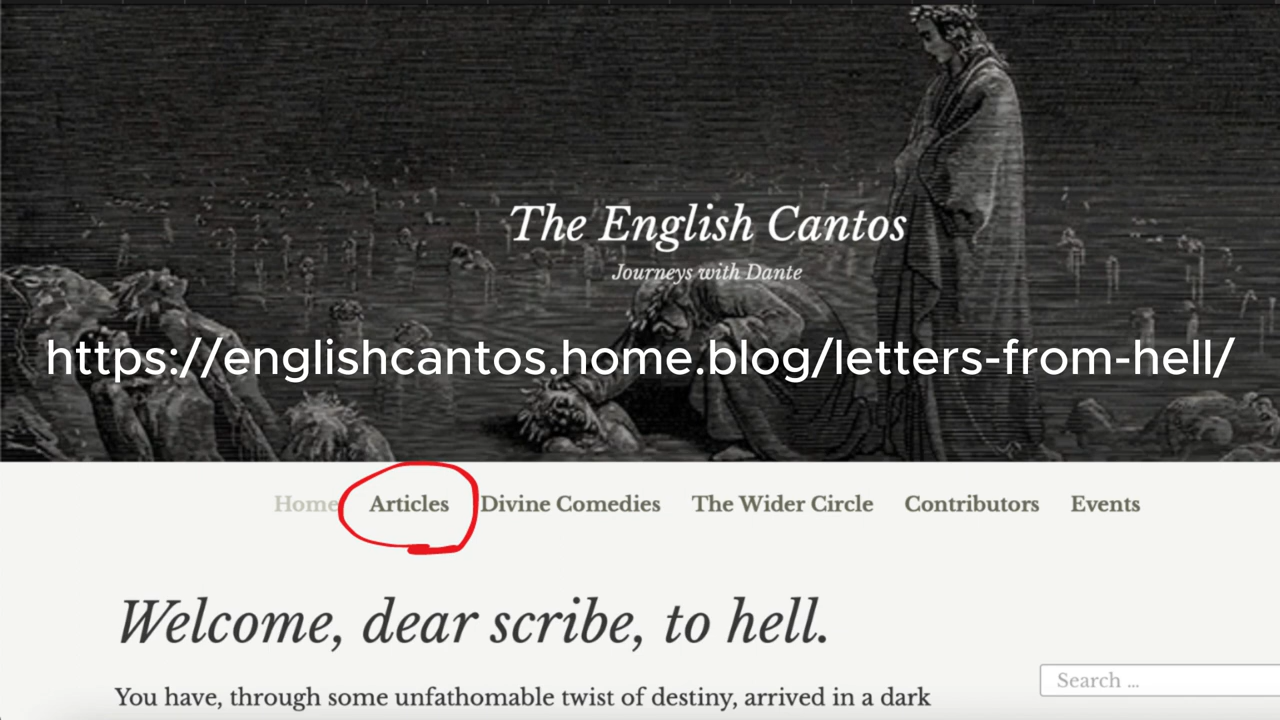 The English Cantos
Journeys with Dante
https://englishcantos.home.blog/letters-from-hell/
Home Articles Divine Comedies The Wider Circle Contributors Events
Welcome, dear scribe, to hell.
Search ...
You have, through some unfathomable twist of destiny, arrived in a dark